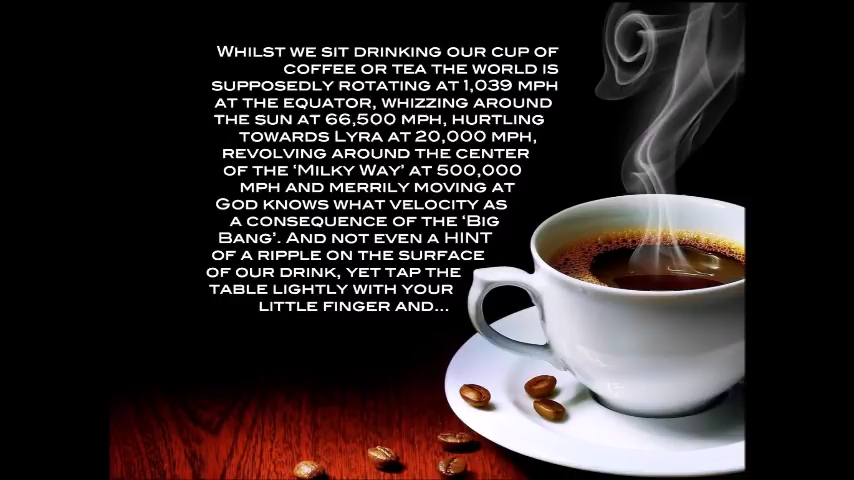 Whilst we sit drinking our cup of
coffee or tea the world is
supposedly rotating at 1,039 mph
at the equator, whizzing around
the sun at 66,500 mph, hurtling
towards Lyra at 20,000 mph,
revolving around the center
of the ‘Milky Way’ at 500,000
mph and merrily moving at
God knows what velocity as
a consequence of the ‘Big
Bang’. And not even a HINT
of a ripple on the surface
of our drink, yet tap the
table lightly with your
little finger and...